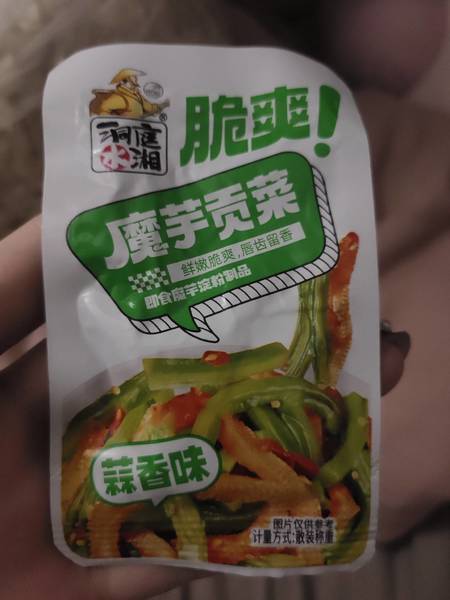 洞庭
水湘
®
脆爽!
魔芋贡菜
鲜嫩脆爽,唇齿留香
即食魔芋淀粉制品
蒜香味
图片仅供参考
计量方式:散装称重